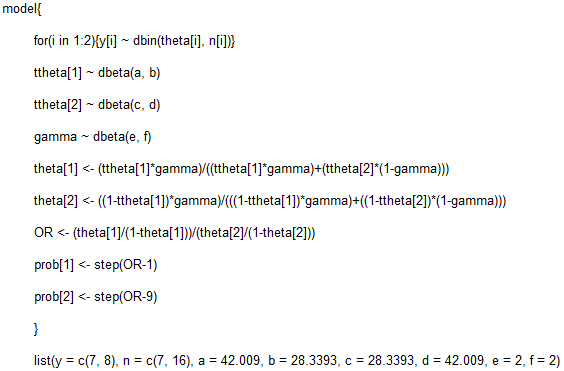 model{
for(i in 1:2){y[i] ~ dbin(theta[i], n[i])}
ttheta[1] ~ dbeta(a, b)
ttheta[2] ~ dbeta(c, d)
gamma ~ dbeta(e, f)
theta[1] <- (ttheta[1]*gamma)/((ttheta[1]*gamma)+(ttheta[2]*(1-gamma)))
theta[2] <- ((1-ttheta[1])*gamma)/(((1-ttheta[1])*gamma)+((1-ttheta[2])*(1-gamma)))
OR <- (theta[1]/(1-theta[1]))/(theta[2]/(1-theta[2]))
prob[1] <- step(OR-1)
prob[2] <- step(OR-9)
}
list(y = c(7, 8), n = c(7, 16), a = 42.009, b = 28.3393, c = 28.3393, d = 42.009, e = 2, f = 2)